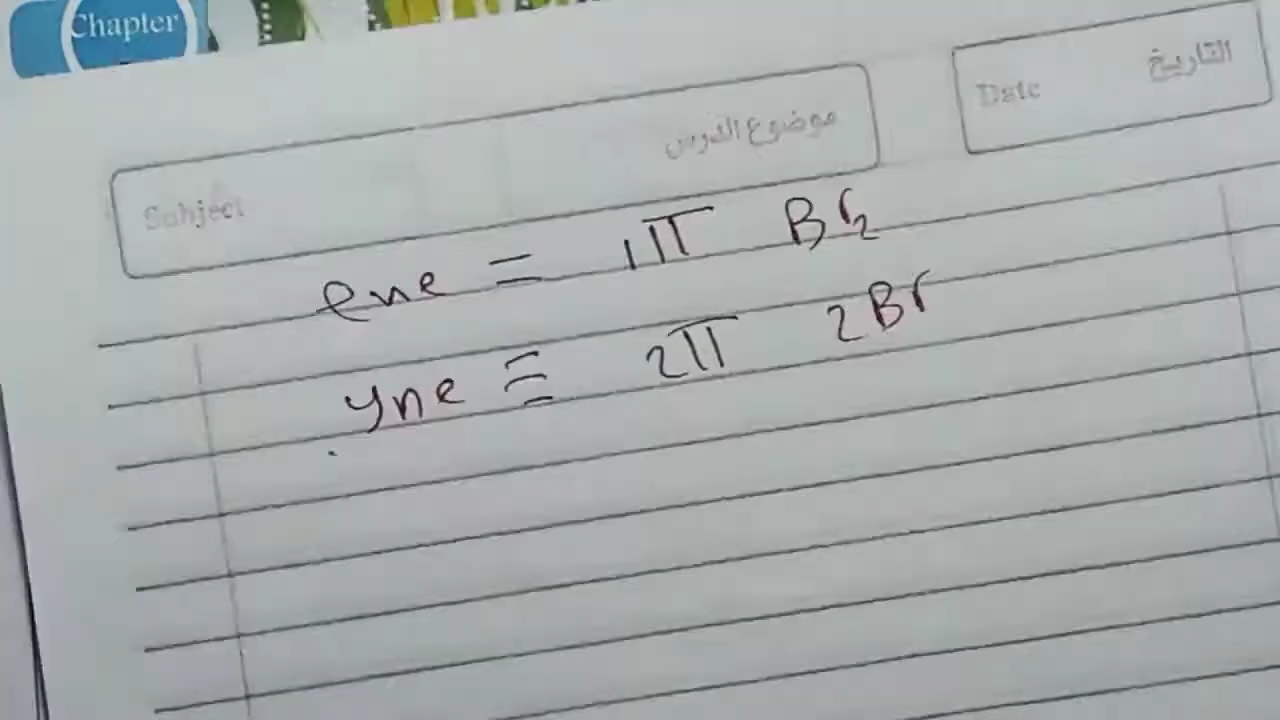 Chapter
Date التاريخ
Subject موضوع الدرس
ene = 1π Br₂
yne ≡ 2π 2Br